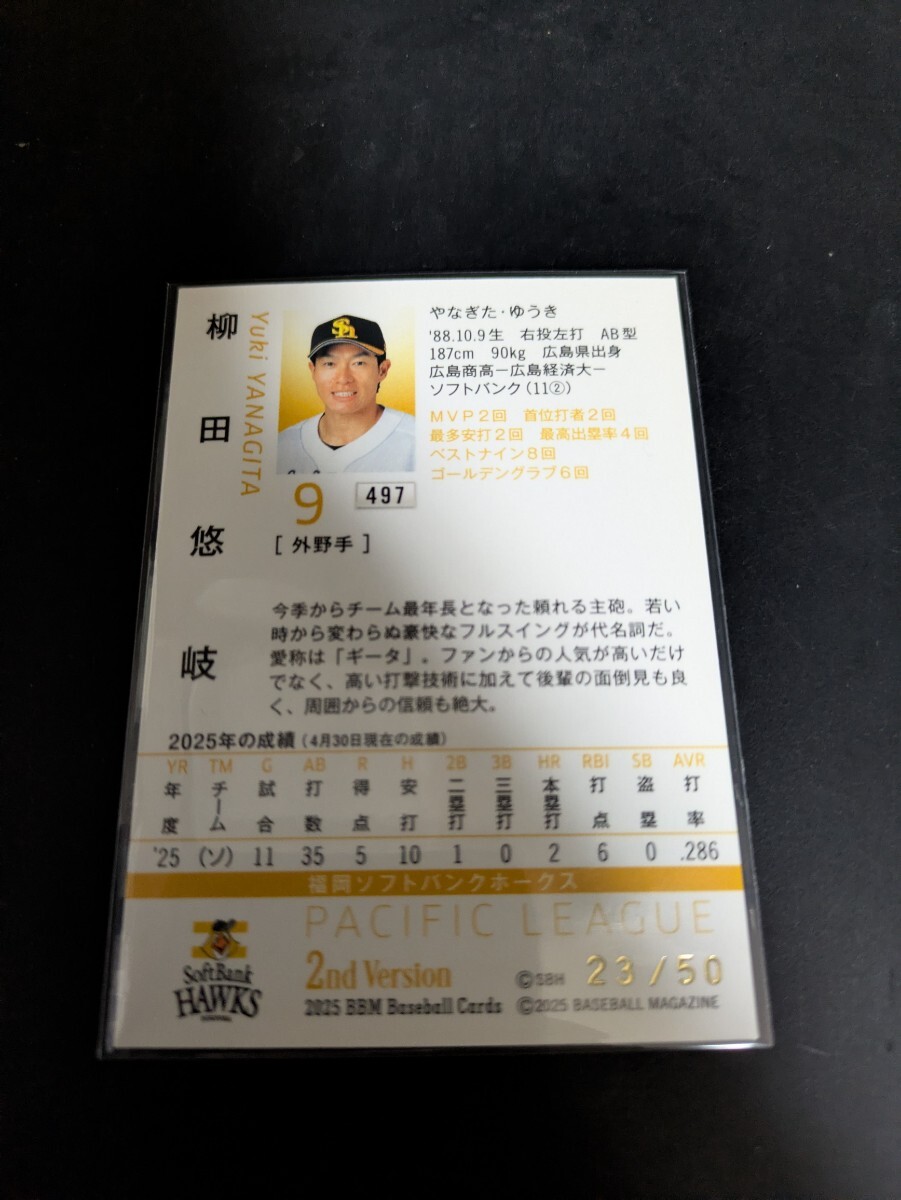 柳田悠岐
Yuki YANAGITA
やなぎた・ゆうき
'88.10.9生 右投左打 AB型
187cm 90kg 広島県出身
広島商高－広島経済大－
ソフトバンク（11②）
MVP2回 首位打者2回
最多安打2回 最高出塁率4回
ベストナイン8回
ゴールデングラブ6回
9
497
[ 外野手 ]
今季からチーム最年長となった頼れる主砲。若い
時から変わらぬ豪快なフルスイングが代名詞だ。
愛称は「ギータ」。ファンからの人気が高いだけ
でなく、高い打撃技術に加えて後輩の面倒見も良
く、周囲からの信頼も絶大。
2025年の成績（4月30日現在の成績）
YR TM G AB R H 2B 3B HR RBI SB AVR
年度 チーム 試合 打数 得点 安打 二塁打 三塁打 本塁打 打点 盗塁 打率
'25 (ソ) 11 35 5 10 1 0 2 6 0 .286
福岡ソフトバンクホークス
PACIFIC LEAGUE
SoftBank
HAWKS
2nd Version
©SBH 23/50
2025 BBM Baseball Cards ©2025 BASEBALL MAGAZINE